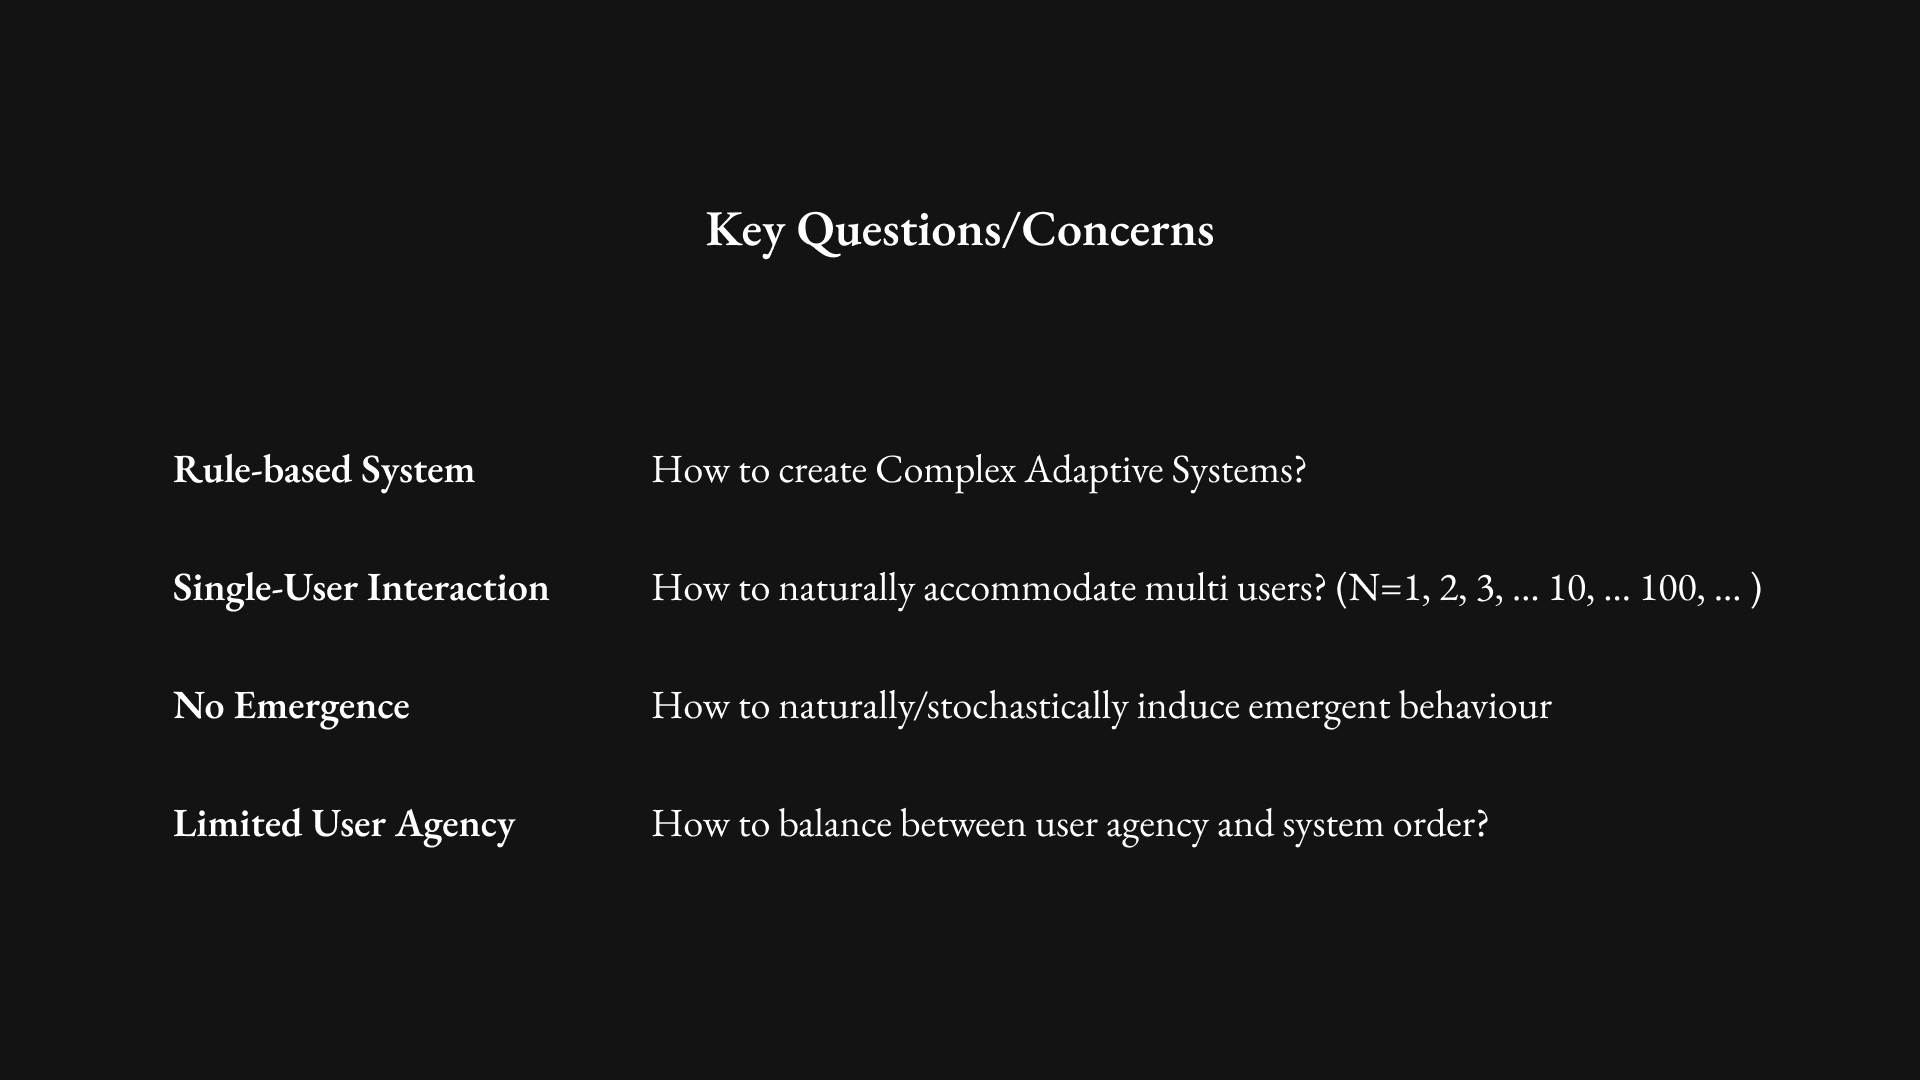 Key Questions/Concerns
Rule-based System How to create Complex Adaptive Systems?
Single-User Interaction How to naturally accommodate multi users? (N=1, 2, 3, ... 10, ... 100, ... )
No Emergence How to naturally/stochastically induce emergent behaviour
Limited User Agency How to balance between user agency and system order?